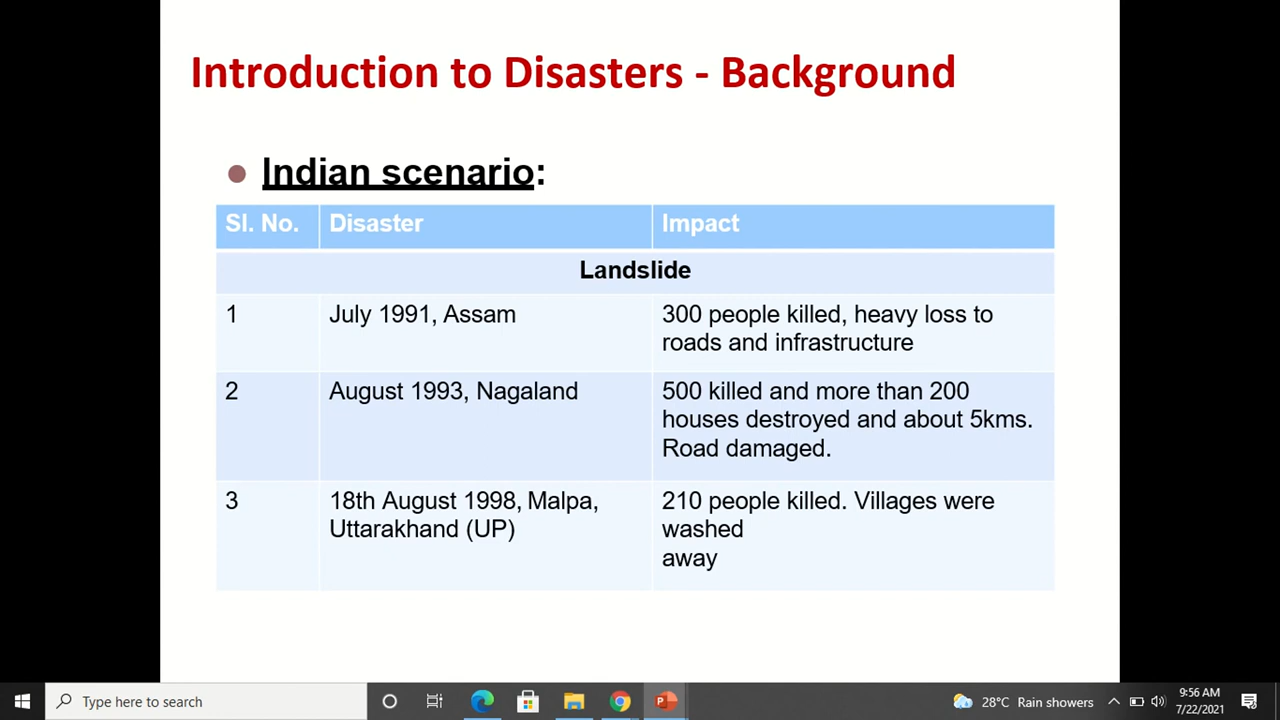 Introduction to Disasters - Background
Indian scenario:
Sl. No. Disaster Impact
Landslide
1 July 1991, Assam 300 people killed, heavy loss to
roads and infrastructure
2 August 1993, Nagaland 500 killed and more than 200
houses destroyed and about 5kms.
Road damaged.
3 18th August 1998, Malpa, 210 people killed. Villages were
Uttarakhand (UP) washed
away
Type here to search
28°C Rain showers
9:56 AM
7/22/2021